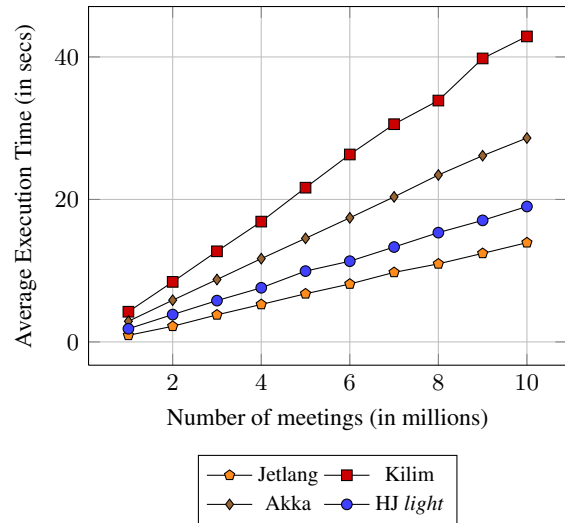 40
20
0
2 4 6 8 10
Average Execution Time (in secs)
Number of meetings (in millions)
Jetlang Kilim
Akka HJ light